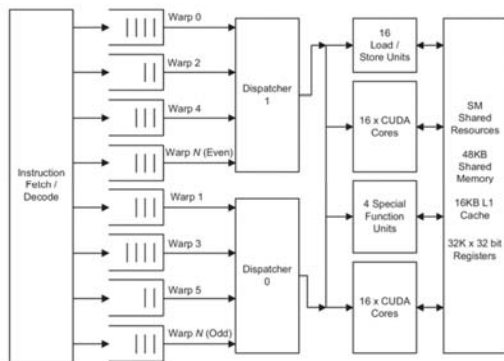 Instruction
Fetch /
Decode
Warp 0
Warp 2
Warp 4
Warp N (Even)
Warp 1
Warp 3
Warp 5
Warp N (Odd)
Dispatcher
1
Dispatcher
0
16
Load /
Store Units
16 x CUDA
Cores
4 Special
Function
Units
16 x CUDA
Cores
SM
Shared
Resources
48KB
Shared
Memory
16KB L1
Cache
32K x 32 bit
Registers